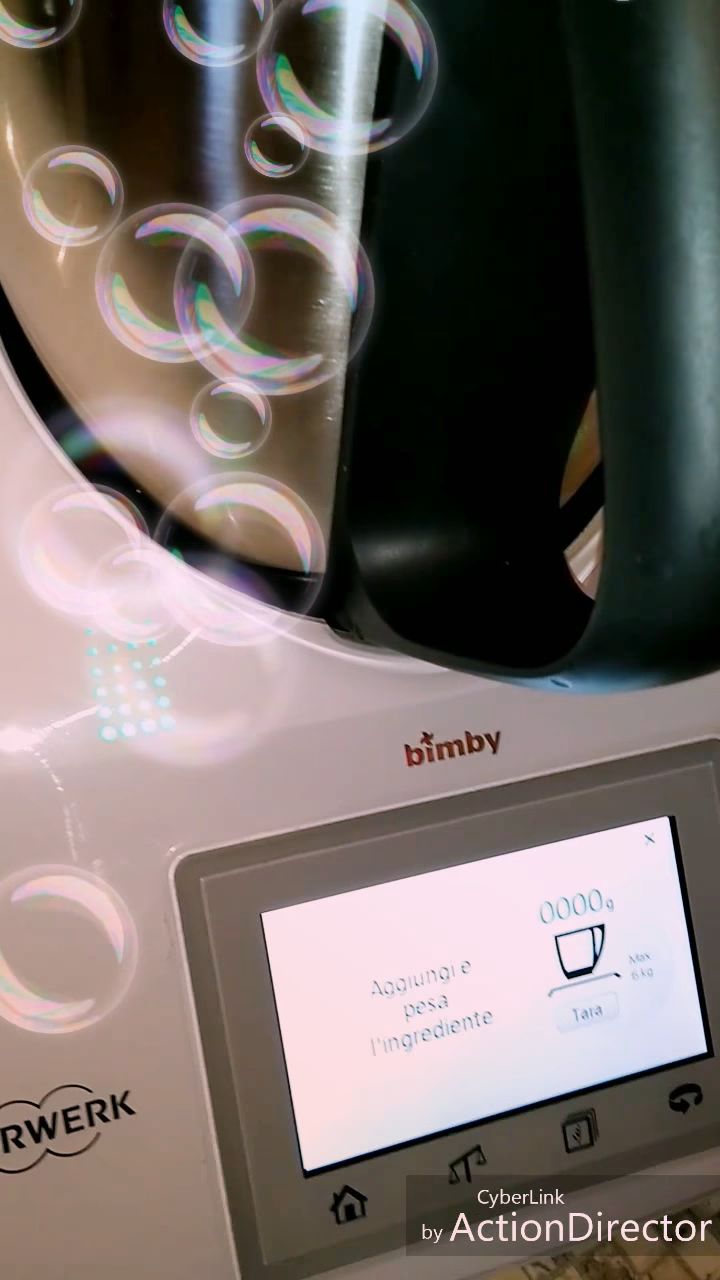 bimby
0000g
Aggiungi e
pesa
l'ingrediente
Max
6 kg
Tara
RWERK
CyberLink
by ActionDirector